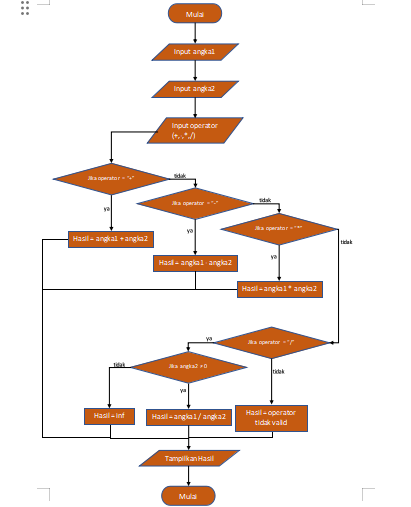 Mulai
Input angka1
Input angka2
Input operator
(+,-,*,/)
Jika operator = "+"
tidak
Jika operator = "-"
tidak
ya
Jika operator = "*"
ya
tidak
Hasil = angka1 + angka2
ya
Hasil = angka1 - angka2
Hasil = angka1 * angka2
ya
Jika operator = "/"
tidak
Jika angka2 ≠ 0
tidak
ya
Hasil = inf
Hasil = angka1 / angka2
Hasil = operator
tidak valid
Tampilkan Hasil
Mulai